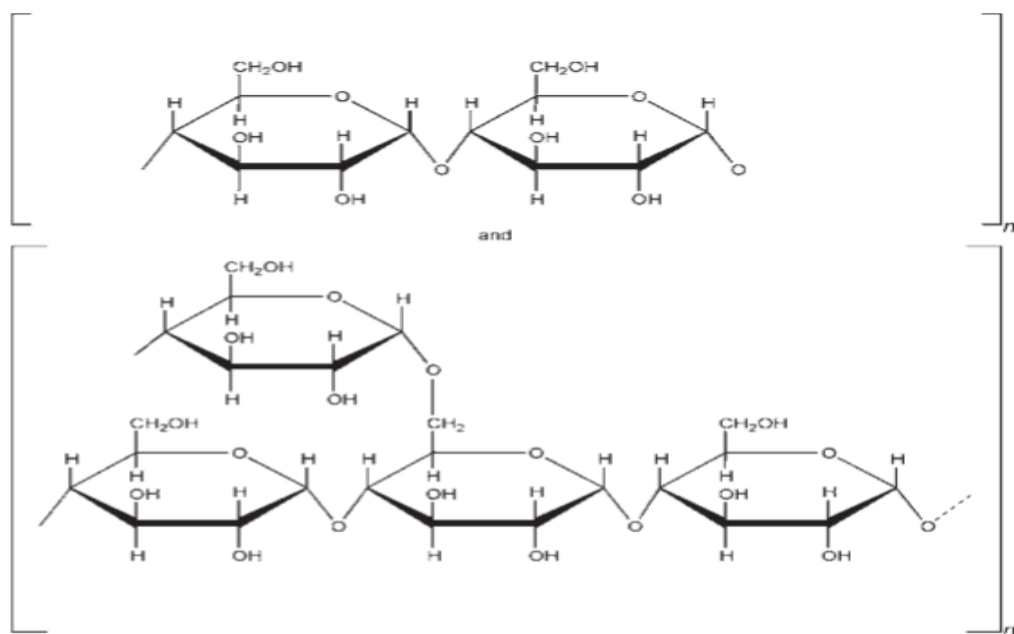 CH2OH CH2OH
H O H H O H
H H
OH H OH H
O O
H OH H OH
n
and
CH2OH
H O H
H
OH H
O
H OH
CH2OH CH2 CH2OH
H O H H O H H O H
H H H
OH H OH H OH H
O O O
H OH H OH H OH
n